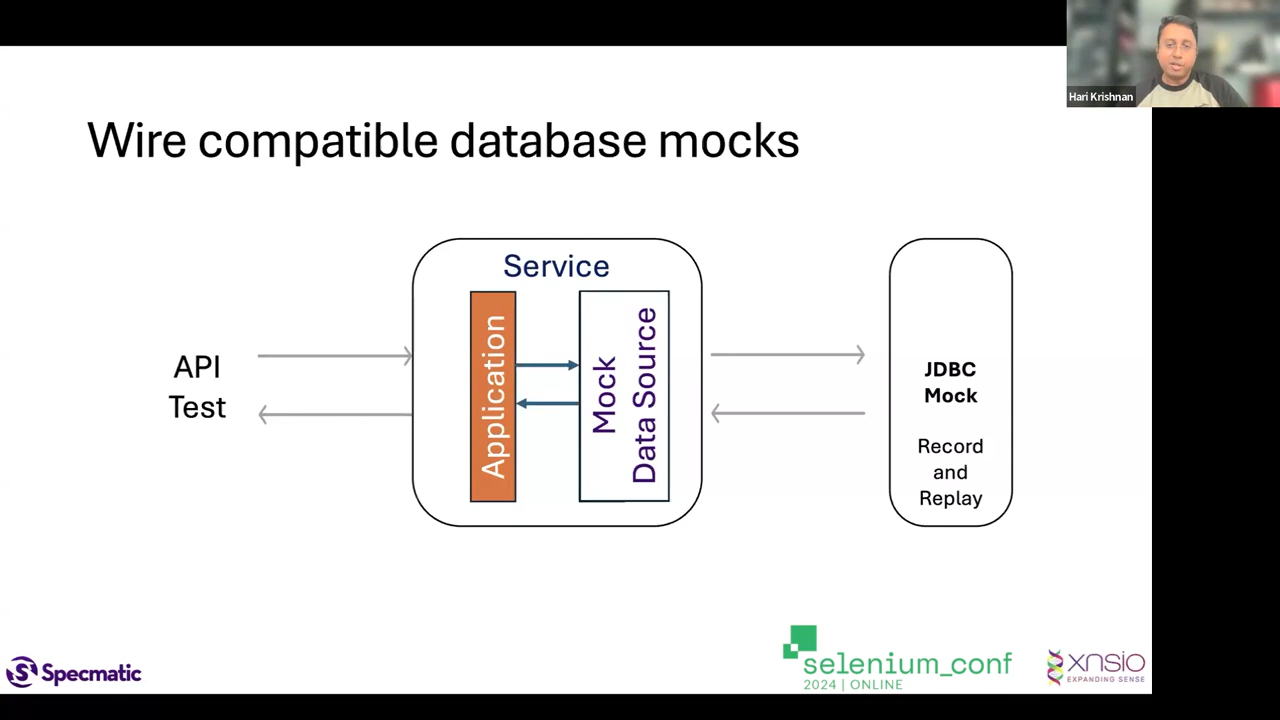 Hari Krishnan
Wire compatible database mocks
Service
Application
Mock
Data Source
API
Test
JDBC
Mock
Record
and
Replay
Specmatic
selenium_conf
2024 | ONLINE
xnsio
EXPANDING SENSE